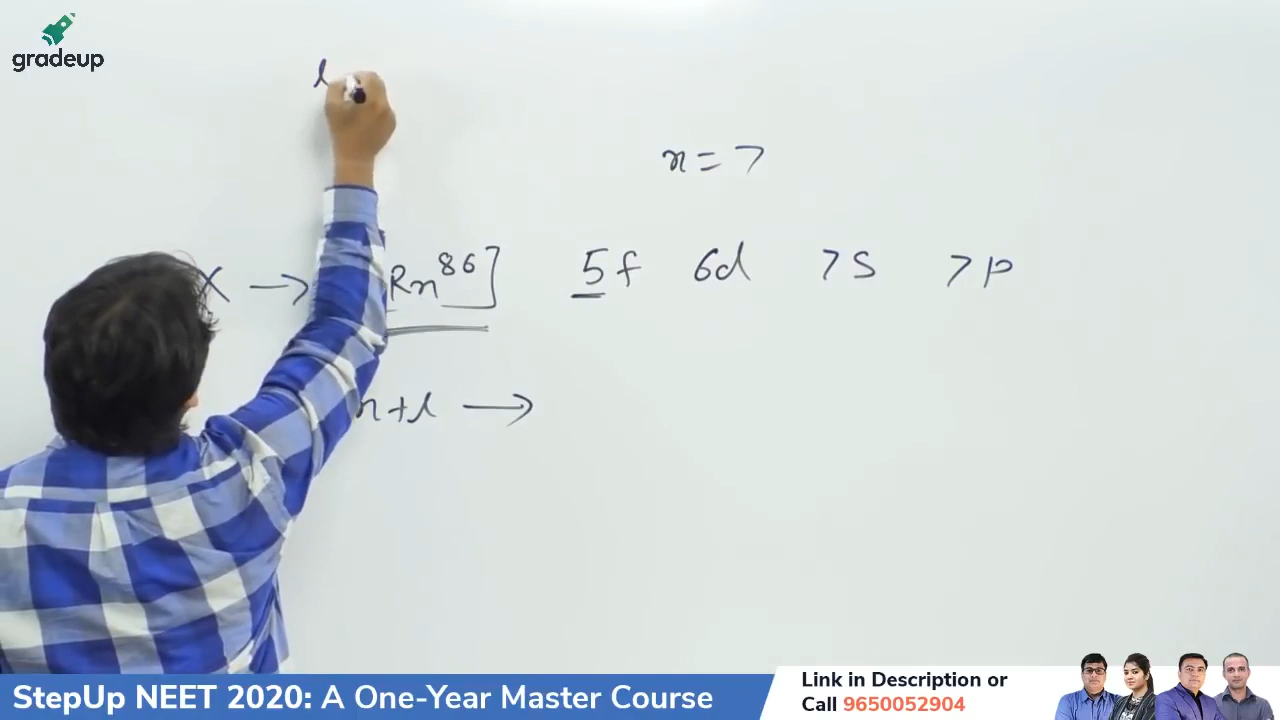 gradeup
l
n = 7
X → [Rn⁸⁶] 5f 6d 7s 7p
n+l →
StepUp NEET 2020: A One-Year Master Course
Link in Description or
Call 9650052904